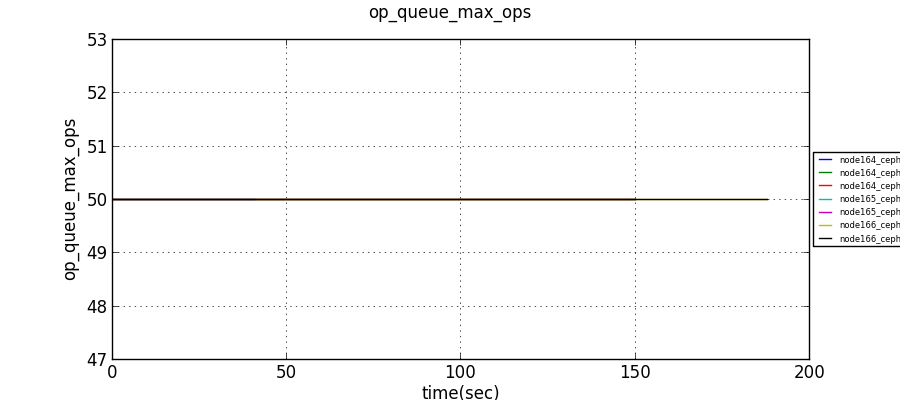 op_queue_max_ops
53
52
51
50
49
48
47
op_queue_max_ops
0 50 100 150 200
time(sec)
node164_ceph
node164_ceph
node164_ceph
node165_ceph
node165_ceph
node166_ceph
node166_ceph